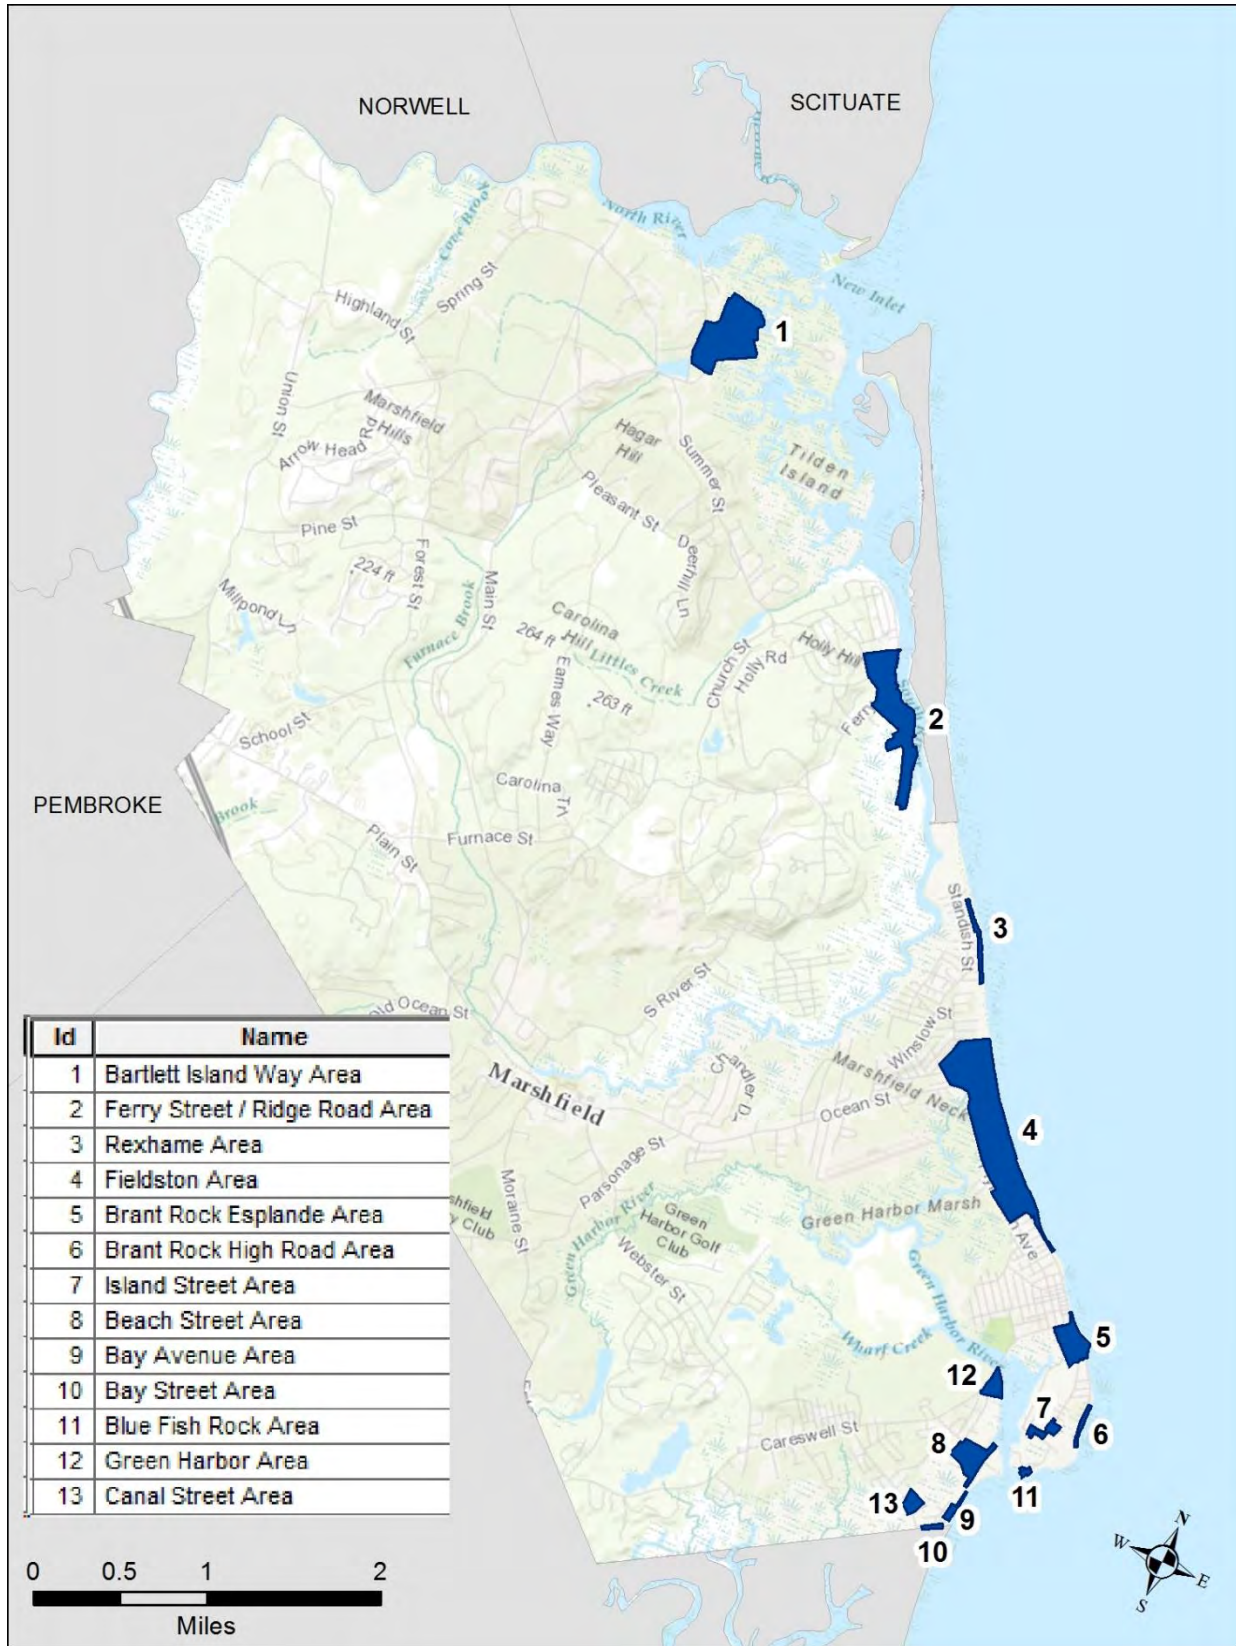 NORWELL
SCITUATE
North River
Cove Brook
New Inlet
Spring St
Highland St
1
Union St
Marshfield Hills
Arrow Head Rd
Hagar Hill
Summer St
Tilden Island
Pleasant St
Pine St
Deerhill Ln
224 ft
Forest St
Main St
Millpond Ln
Furnace Brook
Carolina Hill
264 ft
Littles Creek
Church St
Holly Rd
Holly Hill
Eames Way
263 ft
Ferry
South River
2
School St
PEMBROKE
Brook
Carolina Trl
Furnace St
Plain St
Standish St
3
S River St
Old Ocean St
Winslow St
Chandler Dr
Marshfield Neck
Marshfield
Ocean St
4
Parsonage St
Moraine St
shfield
y Club
Green Harbor River
Green Harbor Golf Club
Green Harbor Marsh
n Ave
Webster St
Green Harbor River
Wharf Creek
5
12
7
6
Careswell St
8
11
13
9
10
Id Name
1 Bartlett Island Way Area
2 Ferry Street / Ridge Road Area
3 Rexhame Area
4 Fieldston Area
5 Brant Rock Esplande Area
6 Brant Rock High Road Area
7 Island Street Area
8 Beach Street Area
9 Bay Avenue Area
10 Bay Street Area
11 Blue Fish Rock Area
12 Green Harbor Area
13 Canal Street Area
0 0.5 1 2
Miles
N
W
E
S